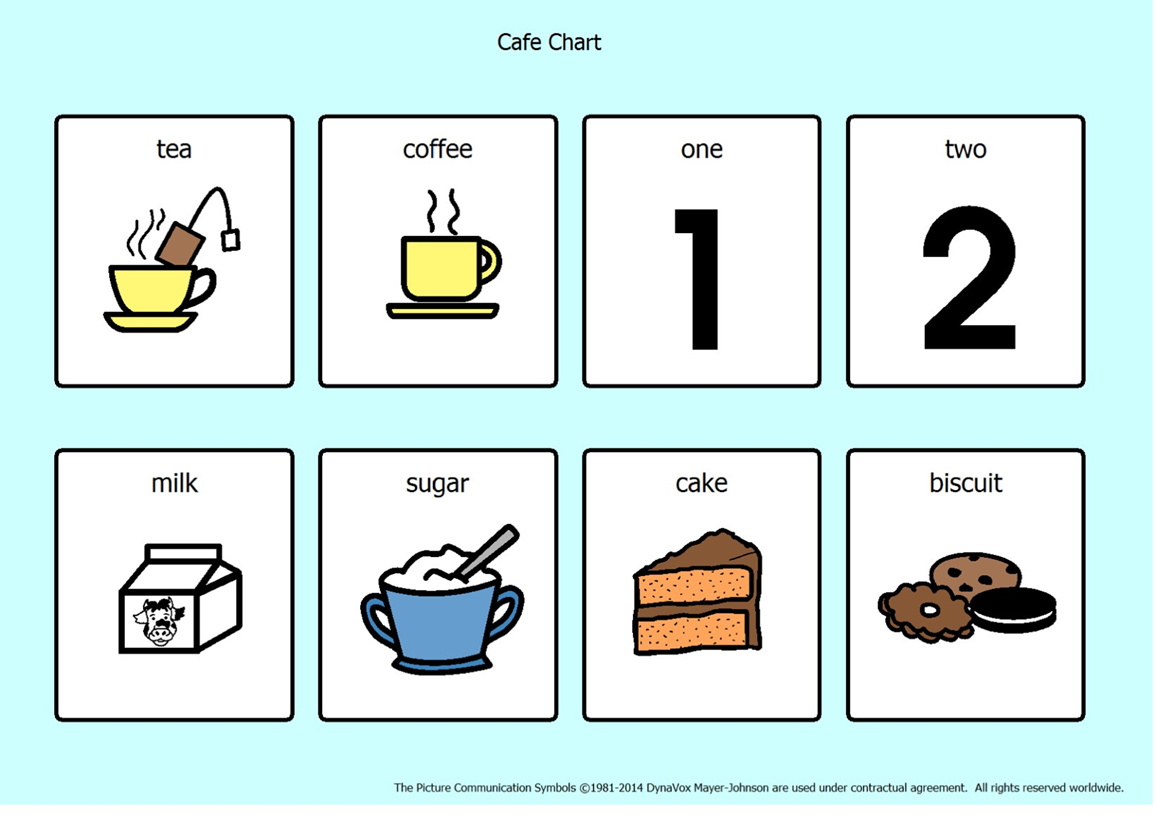 Cafe Chart
tea
coffee
one
two
1
2
milk
sugar
cake
biscuit
The Picture Communication Symbols ©1981-2014 DynaVox Mayer-Johnson are used under contractual agreement. All rights reserved worldwide.